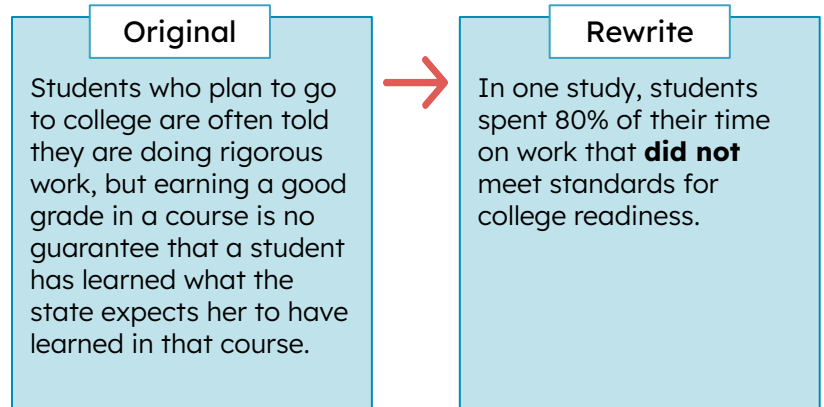 Original
Students who plan to go
to college are often told
they are doing rigorous
work, but earning a good
grade in a course is no
guarantee that a student
has learned what the
state expects her to have
learned in that course.
Rewrite
In one study, students
spent 80% of their time
on work that did not
meet standards for
college readiness.